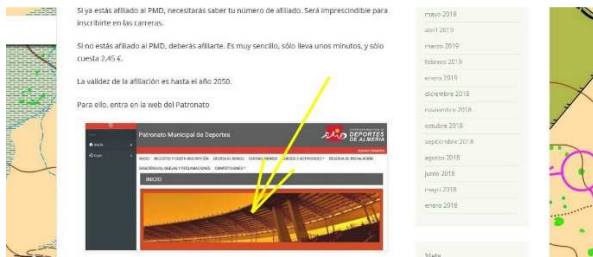 Si ya estás afiliado al PMD, necesitarás saber tu número de afiliado. Será imprescindible para
inscribirte en las carreras.
Si no estás afiliado al PMD, deberás afiliarte. Es muy sencillo, sólo lleva unos minutos, y sólo
cuesta 2,45 €.
La validez de la afiliación es hasta el año 2050.
Para ello, entra en la web del Patronato
Patronato Municipal de Deportes
DEPORTES
DE ALMERIA
INICIO
mayo 2019
abril 2019
marzo 2019
febrero 2019
enero 2019
diciembre 2018
noviembre 2018
octubre 2018
septiembre 2018
agosto 2018
junio 2018
mayo 2018
enero 2018
Meta